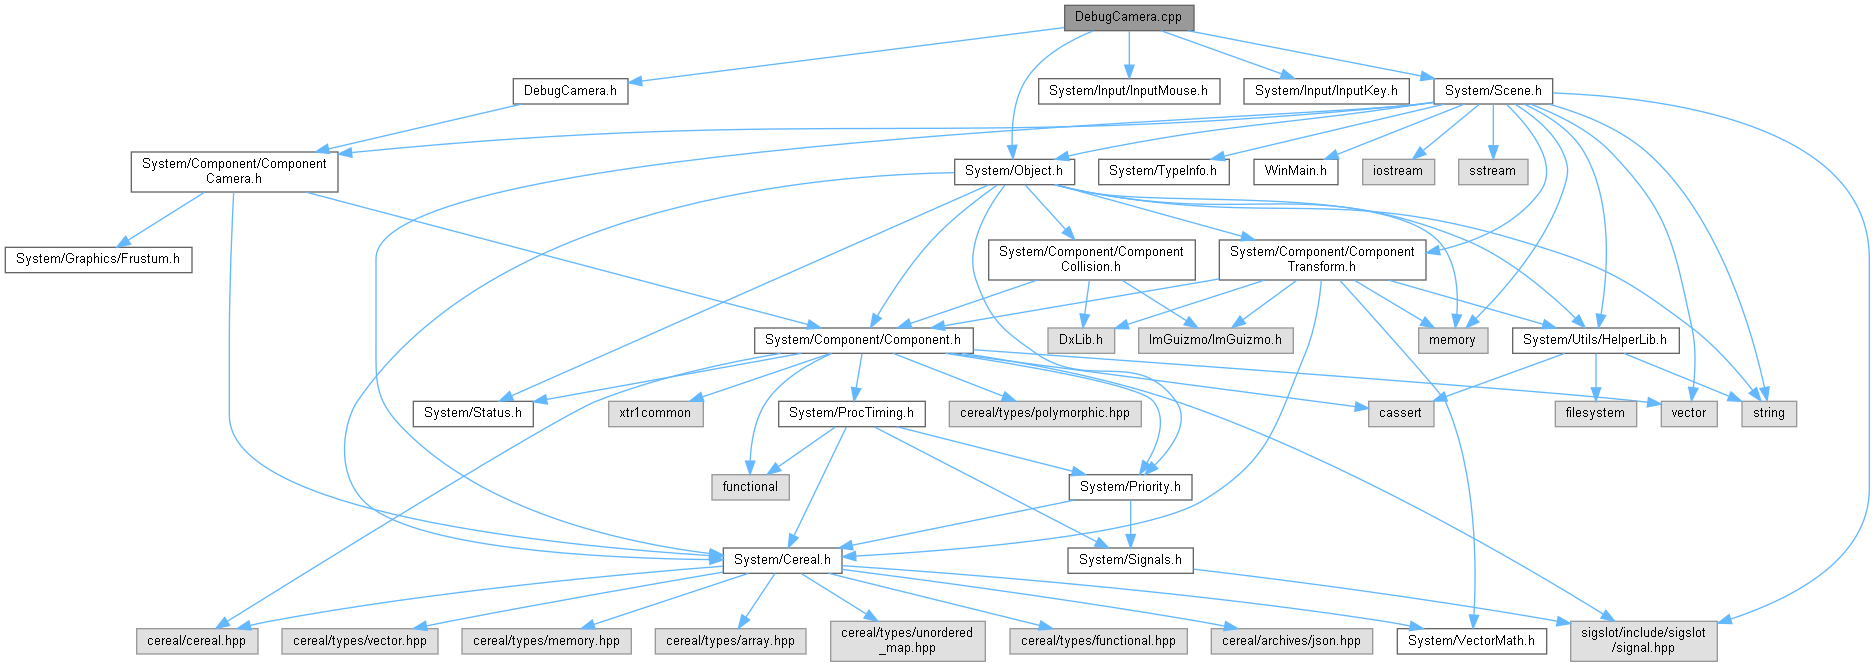 DebugCamera.cpp
DebugCamera.h
System/Input/InputMouse.h
System/Input/InputKey.h
System/Scene.h
System/Component/Component
Camera.h
System/Object.h
System/TypeInfo.h
WinMain.h
iostream
sstream
System/Graphics/Frustum.h
System/Component/Component
Collision.h
System/Component/Component
Transform.h
System/Component/Component.h
DxLib.h
ImGuizmo/ImGuizmo.h
memory
System/Utils/HelperLib.h
System/Status.h
xtr1common
System/ProcTiming.h
cereal/types/polymorphic.hpp
cassert
filesystem
vector
string
functional
System/Priority.h
System/Cereal.h
System/Signals.h
cereal/cereal.hpp
cereal/types/vector.hpp
cereal/types/memory.hpp
cereal/types/array.hpp
cereal/types/unordered
_map.hpp
cereal/types/functional.hpp
cereal/archives/json.hpp
System/VectorMath.h
sigslot/include/sigslot
/signal.hpp